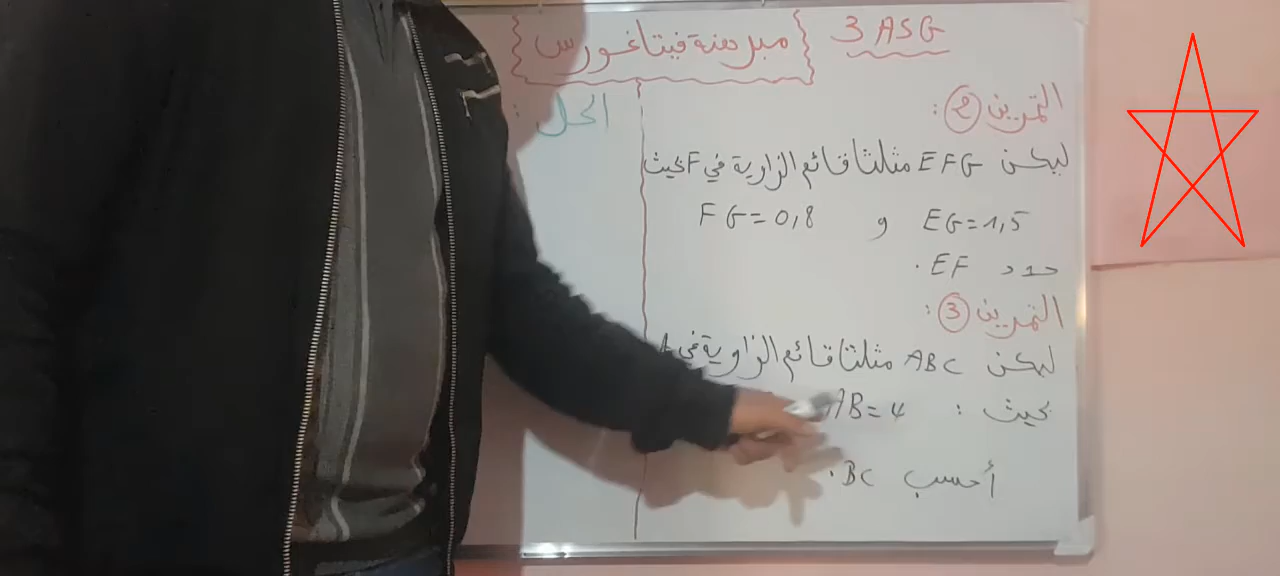 3 ASG
مبرهنة فيتاغورس
التمرين 2 :
ليكن EFG مثلثا قائم الزاوية في F بحيث
EG=1,5 و FG=0,8
حدد EF .
التمرين 3 :
ليكن ABC مثلثا قائم الزاوية في A
بحيث : AB=4
أحسب BC .
الحل :